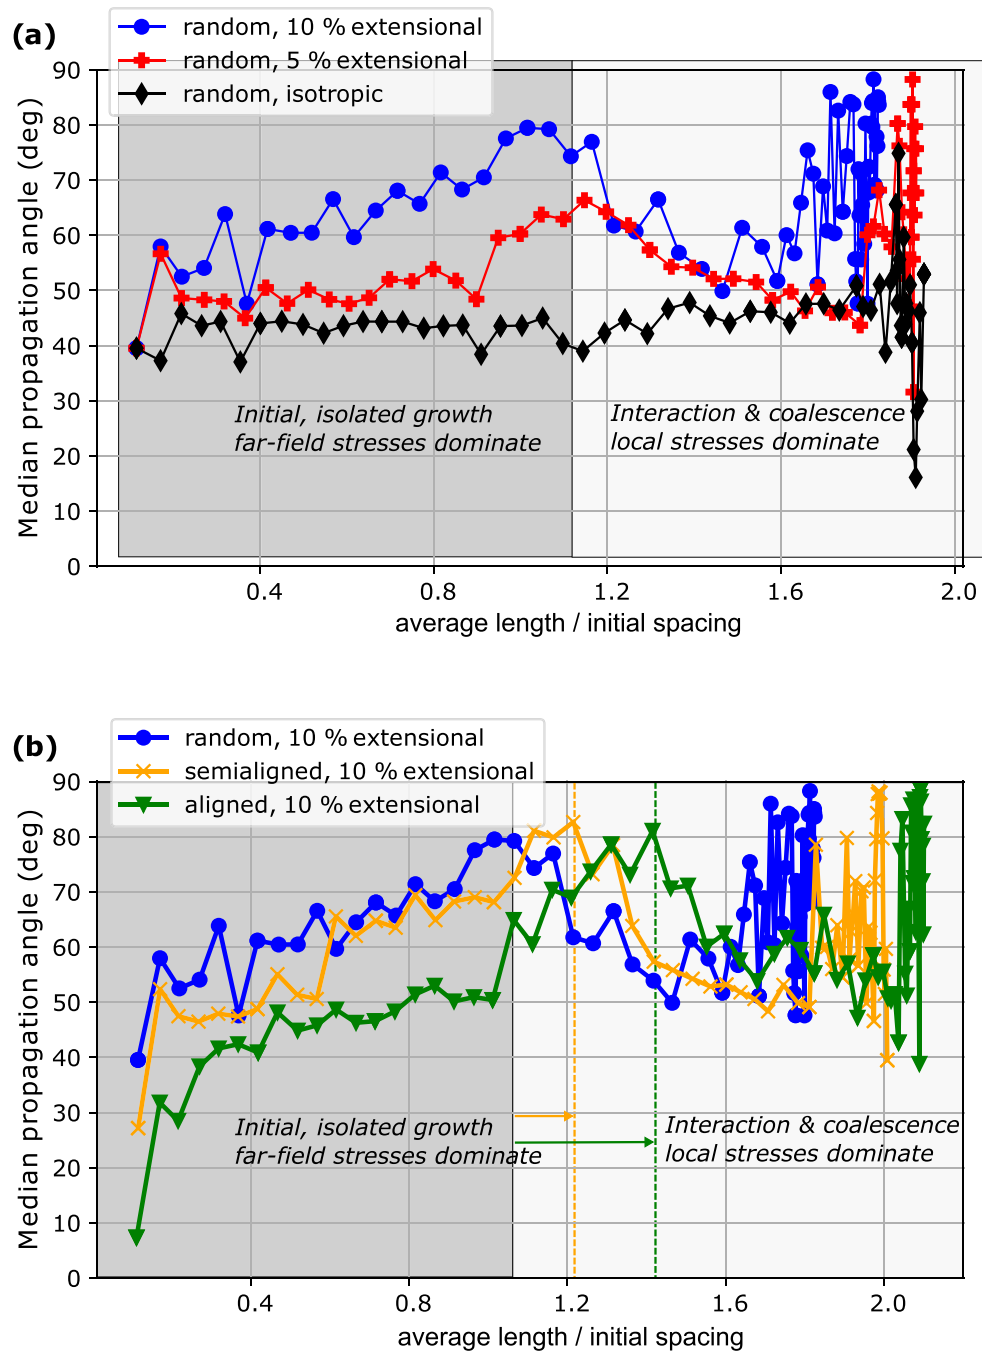 (a)
random, 10 % extensional
random, 5 % extensional
random, isotropic
Median propagation angle (deg)
90
80
70
60
50
40
30
20
10
0
Initial, isolated growth
far-field stresses dominate
Interaction & coalescence
local stresses dominate
0.4
0.8
1.2
1.6
2.0
average length / initial spacing
(b)
random, 10 % extensional
semialigned, 10 % extensional
aligned, 10 % extensional
Median propagation angle (deg)
90
80
70
60
50
40
30
20
10
0
Initial, isolated growth
far-field stresses dominate
Interaction & coalescence
local stresses dominate
0.4
0.8
1.2
1.6
2.0
average length / initial spacing